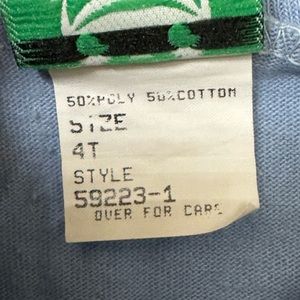 50%POLY 50%COTTON
SIZE
4T
STYLE
59223-1
OVER FOR CARE